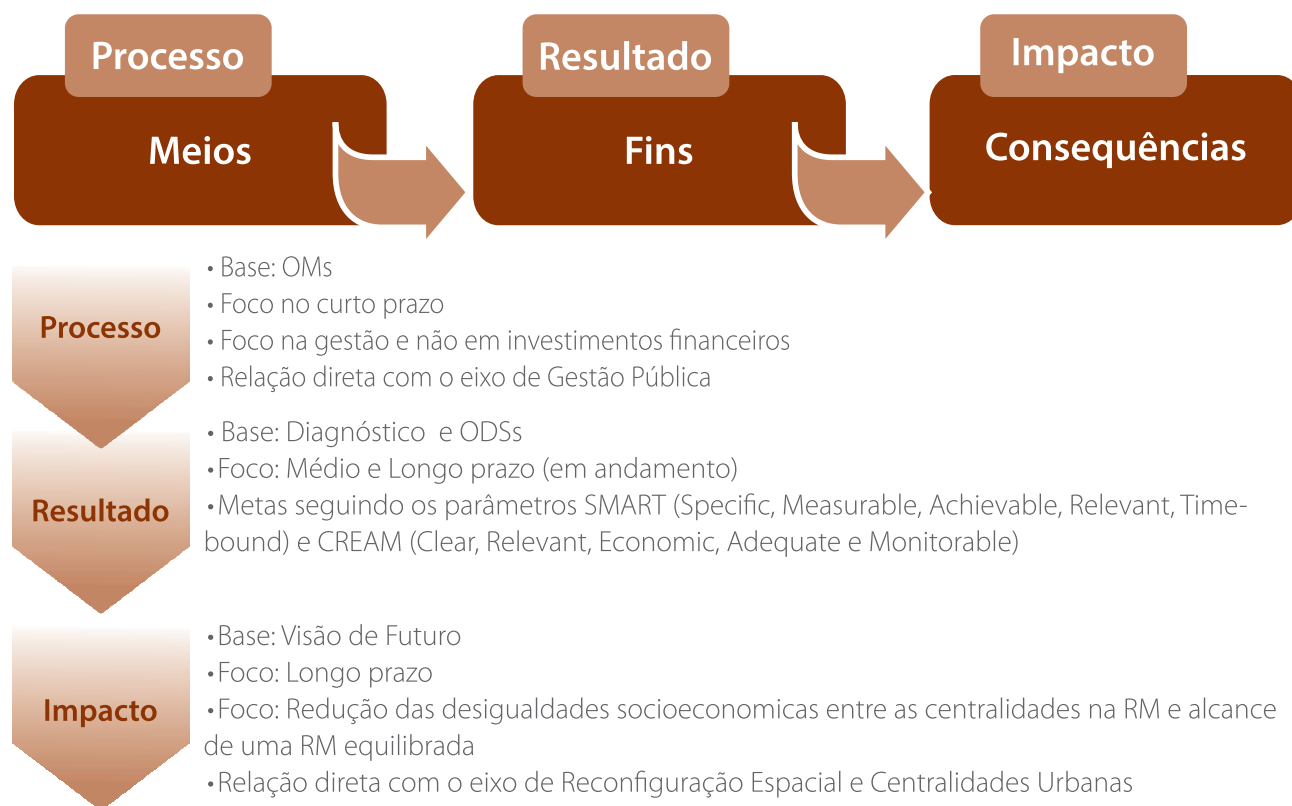 Processo
Resultado
Impacto
Meios
Fins
Consequências
Processo
• Base: OMs
• Foco no curto prazo
• Foco na gestão e não em investimentos financeiros
• Relação direta com o eixo de Gestão Pública
Resultado
• Base: Diagnóstico e ODSs
• Foco: Médio e Longo prazo (em andamento)
• Metas seguindo os parâmetros SMART (Specific, Measurable, Achievable, Relevant, Time-
bound) e CREAM (Clear, Relevant, Economic, Adequate e Monitorable)
Impacto
• Base: Visão de Futuro
• Foco: Longo prazo
• Foco: Redução das desigualdades socioeconomicas entre as centralidades na RM e alcance
de uma RM equilibrada
• Relação direta com o eixo de Reconfiguração Espacial e Centralidades Urbanas